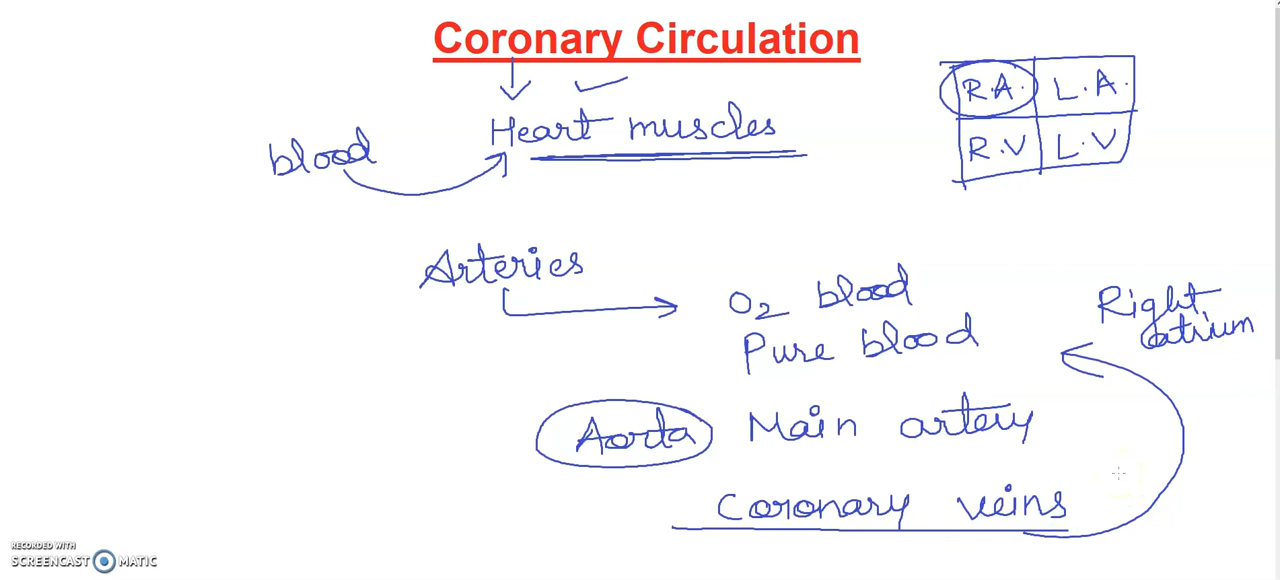 Coronary Circulation
R.A. L.A.
R.V L.V
Heart muscles
blood
Arteries
O2 blood
Pure blood
Right
atrium
Aorta Main artery
Coronary veins
RECORDED WITH
SCREENCAST MATIC